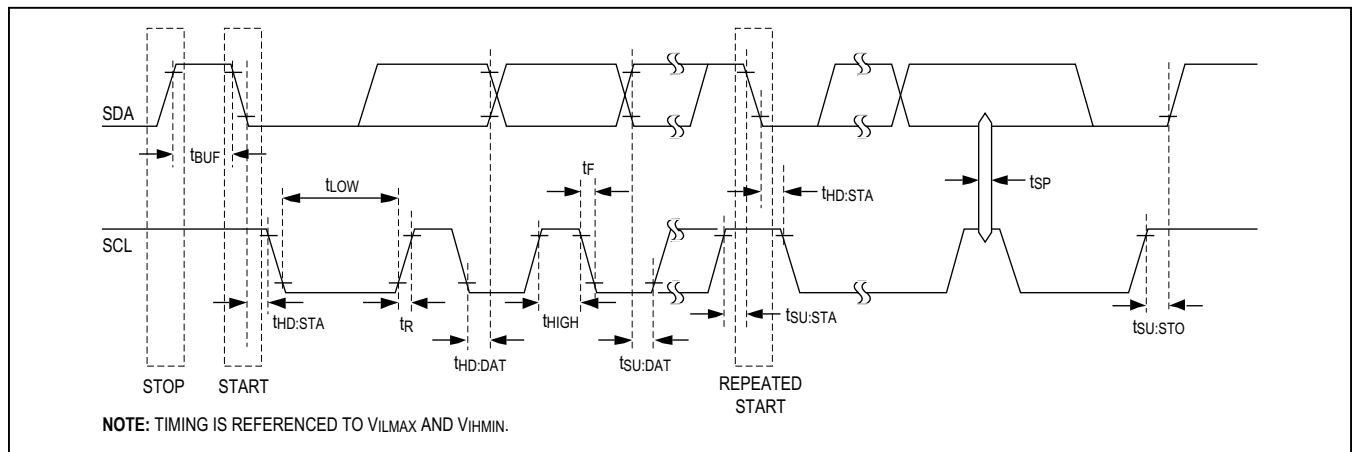 SDA
tBUF
tLOW
tF
tHD:STA
tSP
SCL
tHD:STA
tR
tHD:DAT
tHIGH
tSU:DAT
tSU:STA
tSU:STO
STOP
START
REPEATED
START
NOTE: TIMING IS REFERENCED TO VILMAX AND VIHMIN.